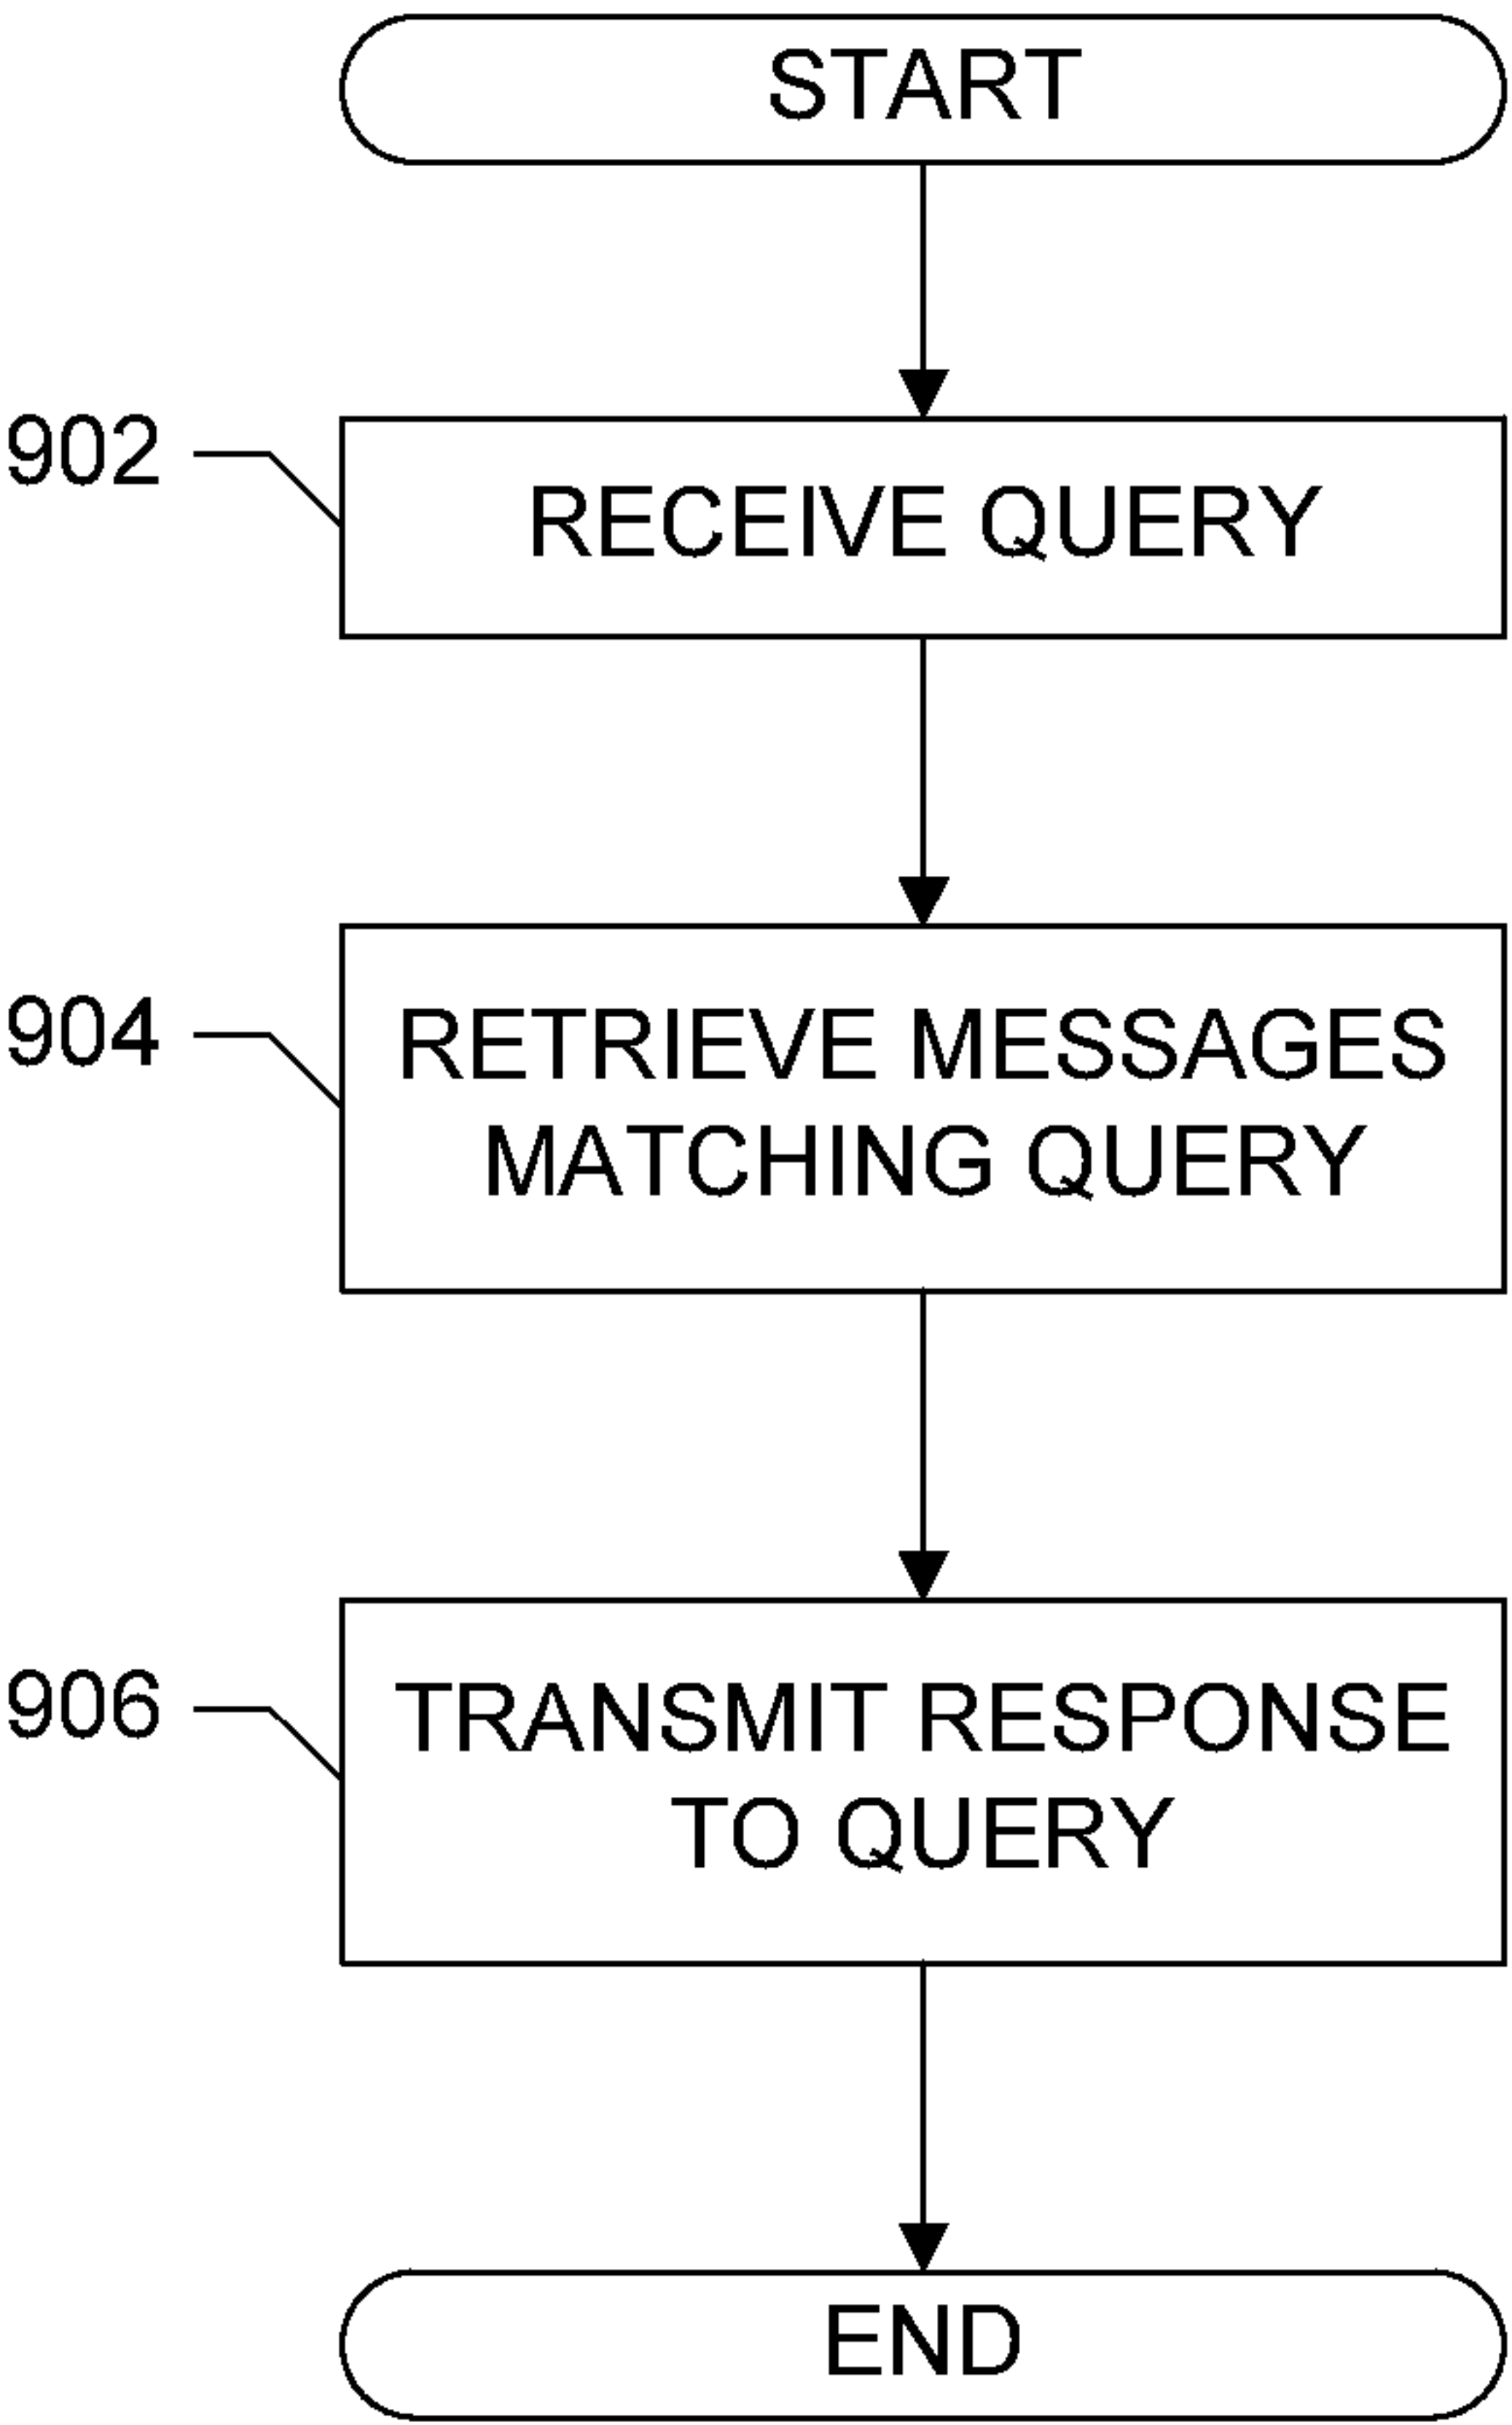 START
902
RECEIVE QUERY
904
RETRIEVE MESSAGES
MATCHING QUERY
906
TRANSMIT RESPONSE
TO QUERY
END